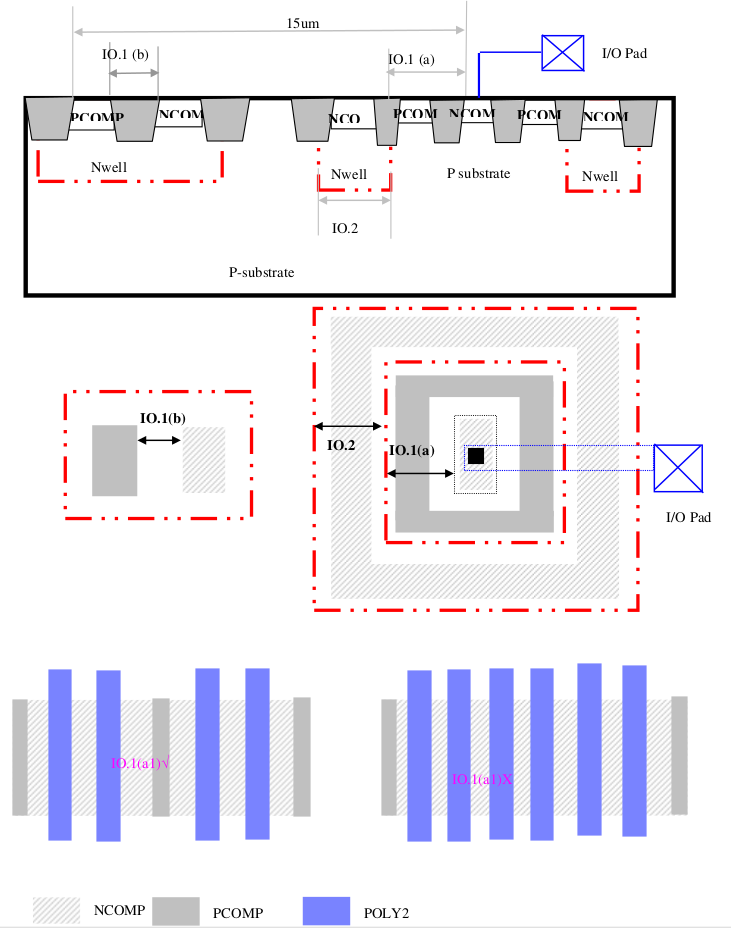 15um
IO.1 (b)
IO.1 (a)
I/O Pad
PCOMP
NCOM
NCO
PCOM
NCOM
PCOM
NCOM
Nwell
Nwell
P substrate
Nwell
IO.2
P-substrate
IO.1(b)
IO.2
IO.1(a)
I/O Pad
IO.1(a1)√
IO.1(a1)X
NCOMP
PCOMP
POLY2